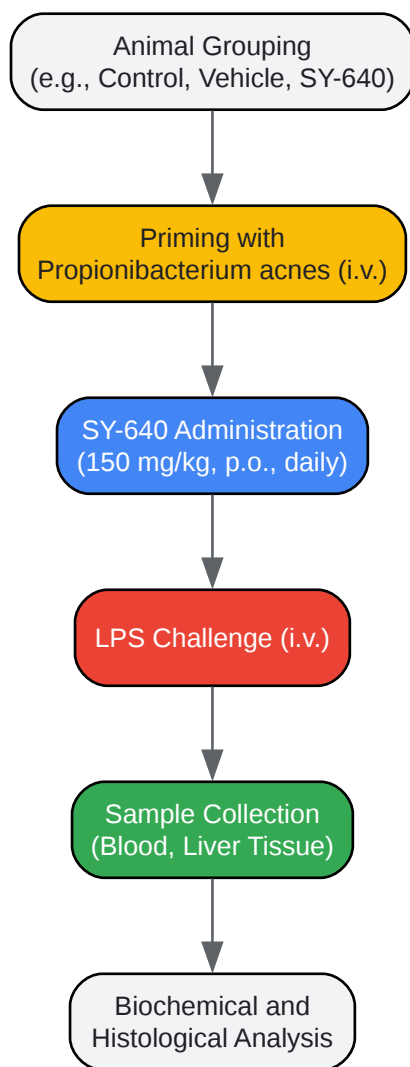 Animal Grouping
(e.g., Control, Vehicle, SY-640)
Priming with
Propionibacterium acnes (i.v.)
SY-640 Administration
(150 mg/kg, p.o., daily)
LPS Challenge (i.v.)
Sample Collection
(Blood, Liver Tissue)
Biochemical and
Histological Analysis